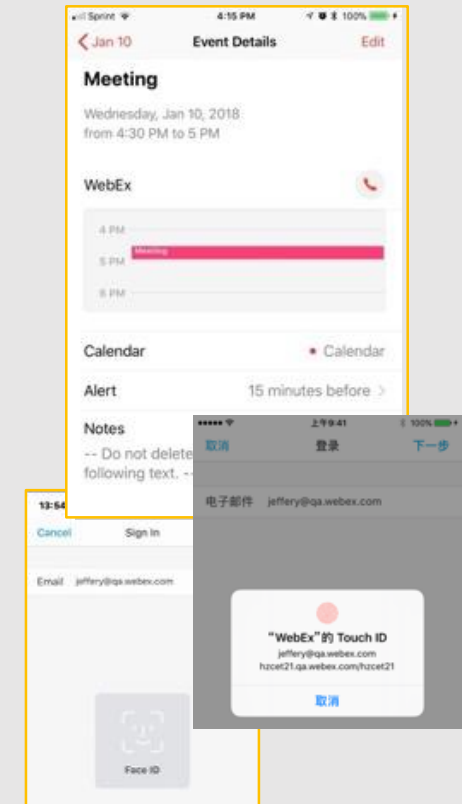 Sprint
4:15 PM
100%
Jan 10
Event Details
Edit
Meeting
Wednesday, Jan 10, 2018
from 4:30 PM to 5 PM
WebEx
4 PM
Meeting
5 PM
6 PM
Calendar
Calendar
Alert
15 minutes before
Notes
-- Do not delete
following text. --
上午9:41
100%
取消
登录
下一步
电子邮件 jeffery@qa.webex.com
“WebEx”的 Touch ID
jeffery@qa.webex.com
hzcet21.qa.webex.com/hzcet21
取消
13:54
Cancel
Sign In
Email jeffery@qa.webex.com
Face ID